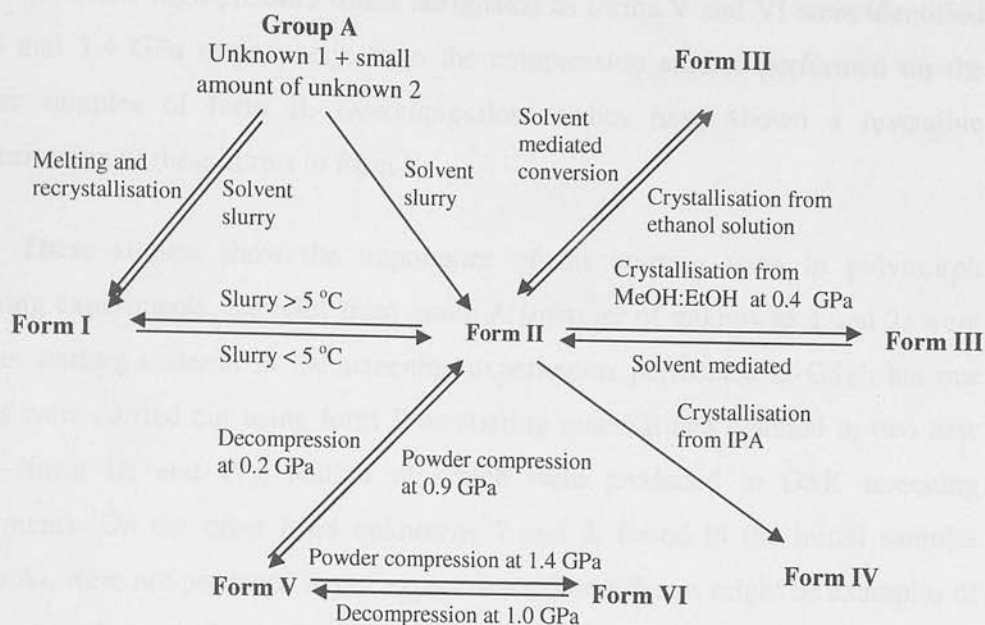 Group A
Unknown 1 + small
amount of unknown 2
Form III
Melting and
recrystallisation
Solvent
slurry
Solvent
slurry
Solvent
mediated
conversion
Crystallisation from
ethanol solution
Form I
Slurry > 5 °C
Slurry < 5 °C
Form II
Crystallisation from
MeOH:EtOH at 0.4 GPa
Solvent mediated
Form III
Decompression
at 0.2 GPa
Powder compression
at 0.9 GPa
Crystallisation
from IPA
Form V
Powder compression at 1.4 GPa
Decompression at 1.0 GPa
Form VI
Form IV